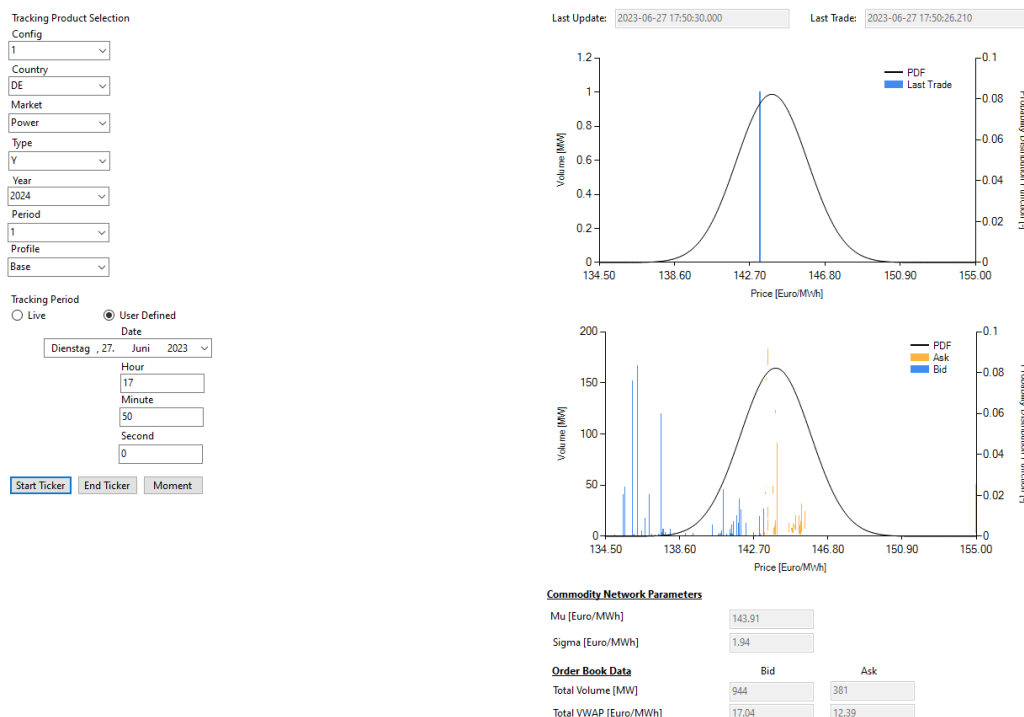 Tracking Product Selection
Config
1
Country
DE
Market
Power
Type
Y
Year
2024
Period
1
Profile
Base
Tracking Period
Live
User Defined
Date
Dienstag , 27. Juni 2023
Hour
17
Minute
50
Second
0
Start Ticker End Ticker Moment
Last Update: 2023-06-27 17:50:30.000 Last Trade: 2023-06-27 17:50:26.210
1.2
1
0.8
0.6
0.4
0.2
0
Volume [MW]
PDF
Last Trade
0.1
0.08
0.06
0.04
0.02
0
134.50 138.60 142.70 146.80 150.90 155.00
Price [Euro/MWh]
200
150
100
50
0
Volume [MW]
PDF
Ask
Bid
0.1
0.08
0.06
0.04
0.02
0
134.50 138.60 142.70 146.80 150.90 155.00
Price [Euro/MWh]
Commodity Network Parameters
Mu [Euro/MWh] 143.91
Sigma [Euro/MWh] 1.94
Order Book Data Bid Ask
Total Volume [MW] 944 381
Total VWAP [Euro/MWh] 17.04 12.39